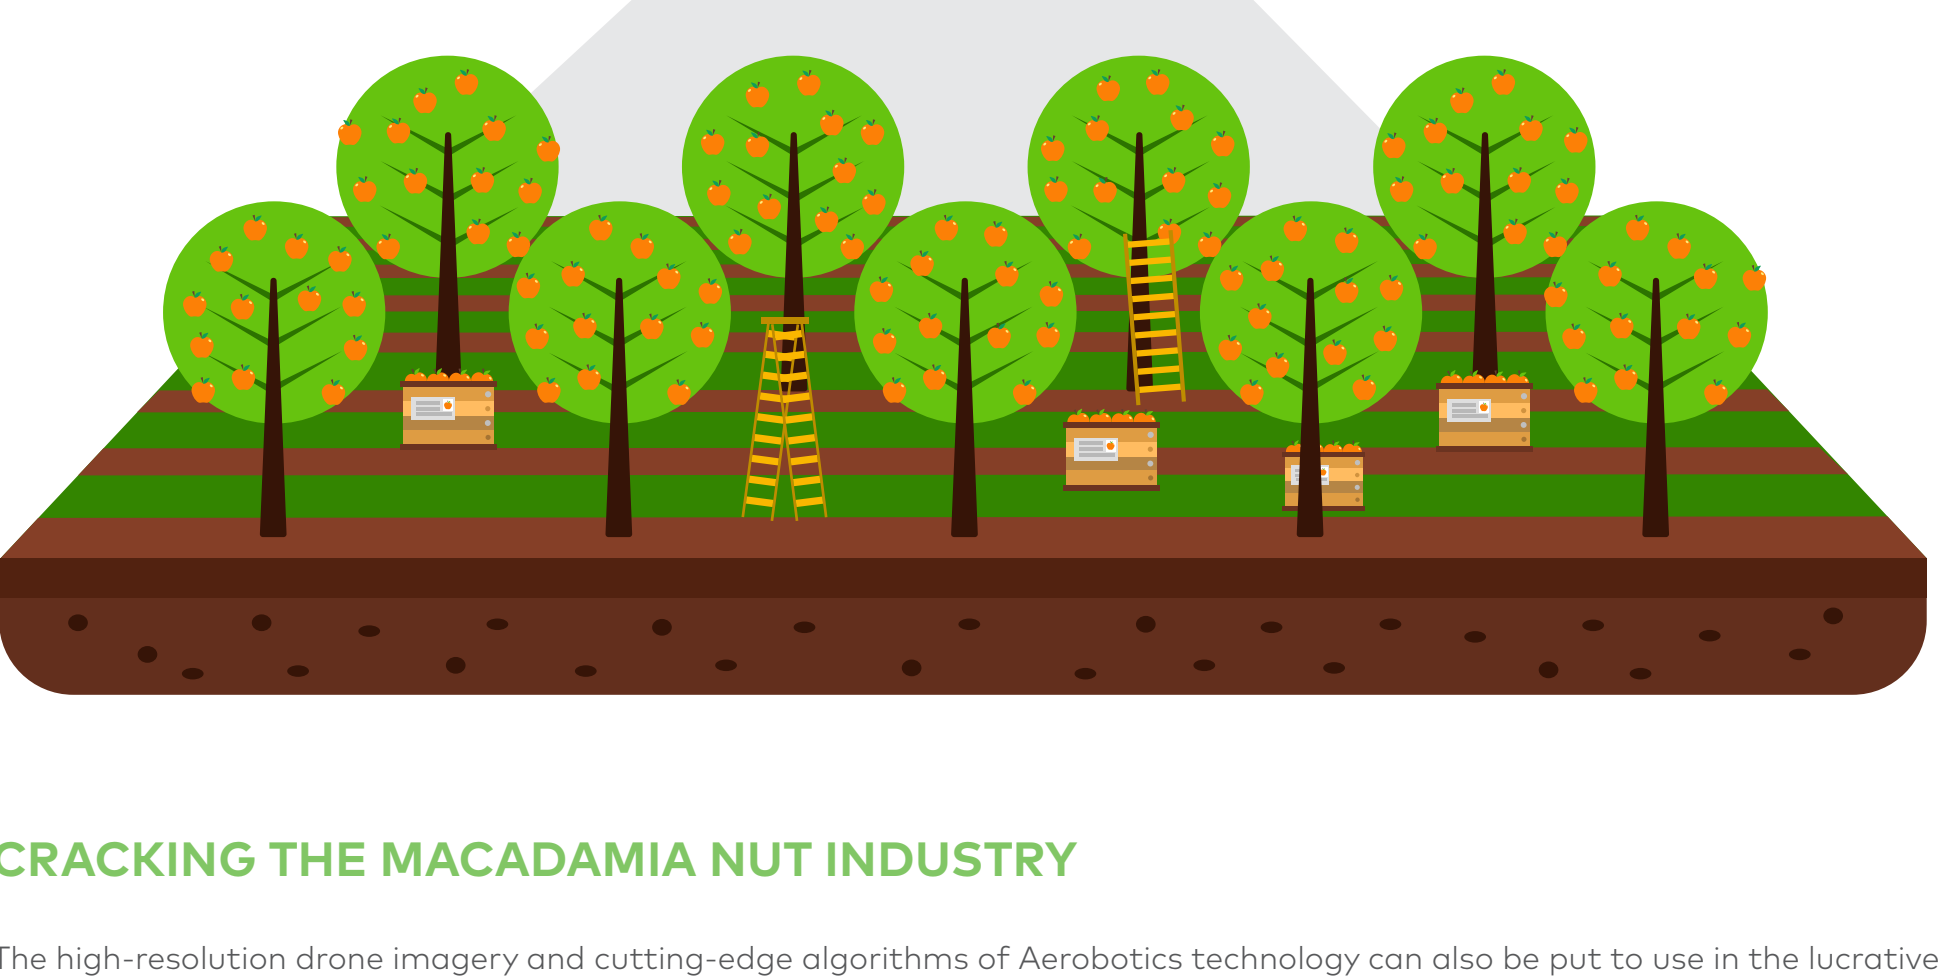 CRACKING THE MACADAMIA NUT INDUSTRY
The high-resolution drone imagery and cutting-edge algorithms of Aerobotics technology can also be put to use in the lucrative